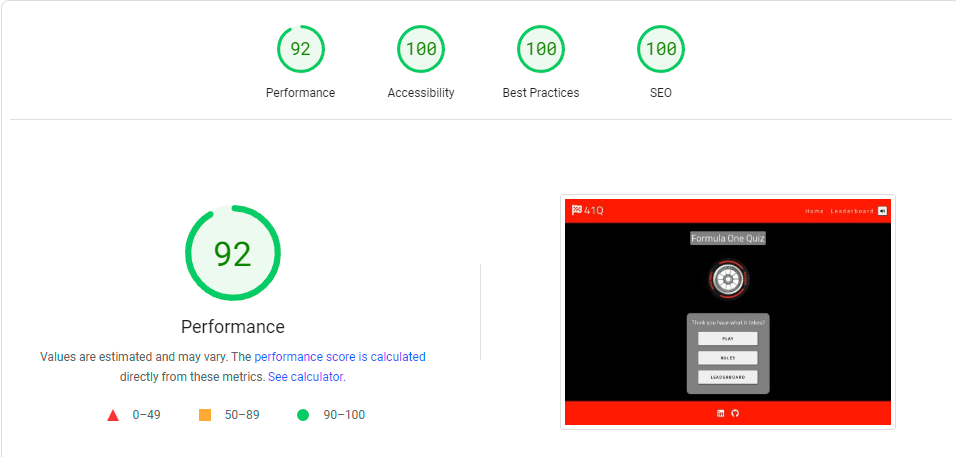 92 100 100 100
Performance Accessibility Best Practices SEO
92
Performance
Values are estimated and may vary. The performance score is calculated
directly from these metrics. See calculator.
0–49 50–89 90–100
41Q Home Leaderboard
Formula One Quiz
Think you have what it takes?
PLAY
RULES
LEADERBOARD